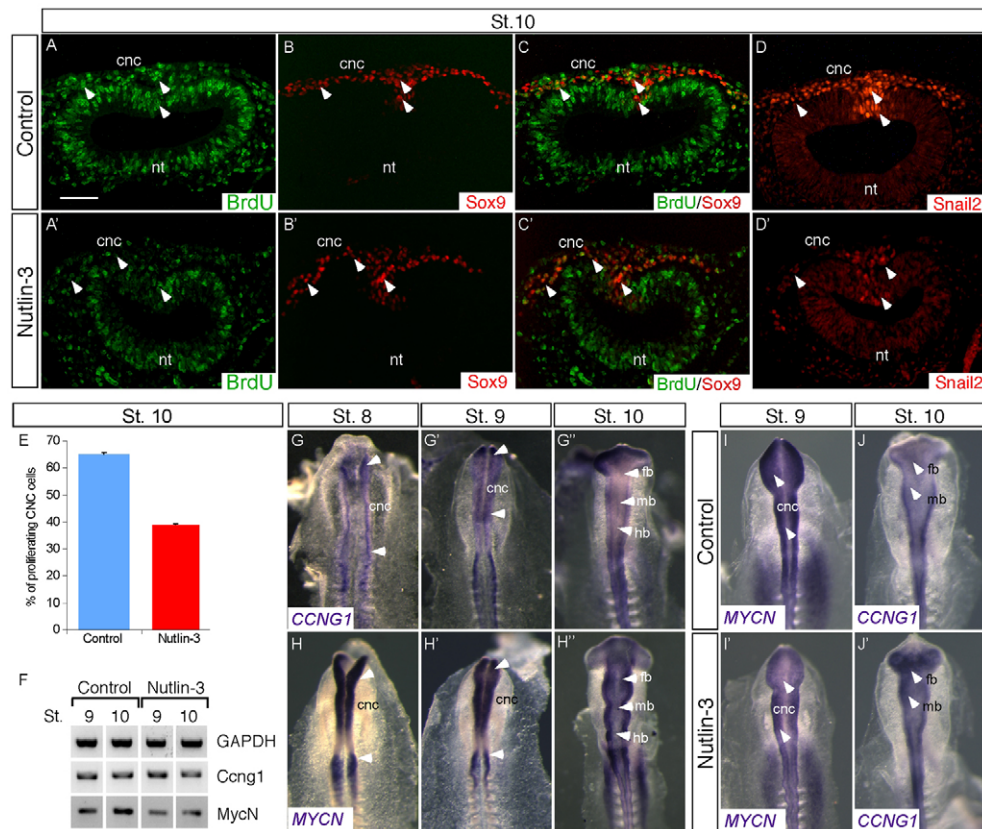 St.10
Control
A
cnc
nt
BrdU
B
cnc
nt
Sox9
C
cnc
nt
BrdU/Sox9
D
cnc
nt
Snail2
Nutlin-3
A'
cnc
nt
BrdU
B'
cnc
nt
Sox9
C'
cnc
nt
BrdU/Sox9
D'
cnc
nt
Snail2
St. 10
E
% of proliferating CNC cells
70
60
50
40
30
20
10
0
Control
Nutlin-3
F
Control Nutlin-3
St. 9 10 9 10
GAPDH
Ccng1
MycN
St. 8
St. 9
St. 10
G
cnc
CCNG1
G'
cnc
G''
fb
mb
hb
H
cnc
MYCN
H'
cnc
H''
fb
mb
hb
St. 9
St. 10
Control
I
cnc
MYCN
J
fb
mb
CCNG1
Nutlin-3
I'
cnc
MYCN
J'
fb
mb
CCNG1